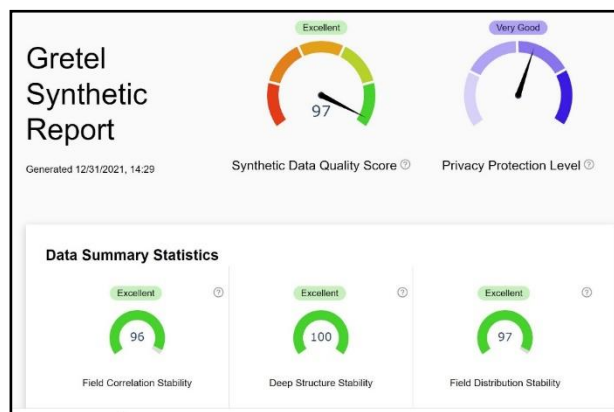 Gretel
Synthetic
Report
Generated 12/31/2021, 14:29
Excellent
97
Synthetic Data Quality Score ?
Very Good
Privacy Protection Level ?
Data Summary Statistics
Excellent ?
96
Field Correlation Stability
Excellent ?
100
Deep Structure Stability
Excellent ?
97
Field Distribution Stability